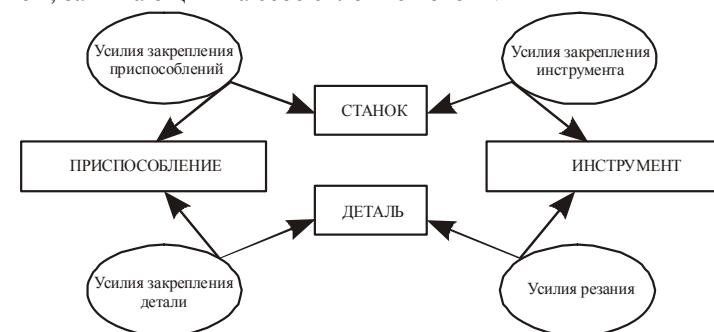 Усилия закрепления
приспособлений
Усилия закрепления
инструмента
СТАНОК
ПРИСПОСОБЛЕНИЕ
ИНСТРУМЕНТ
ДЕТАЛЬ
Усилия закрепления
детали
Усилия резания